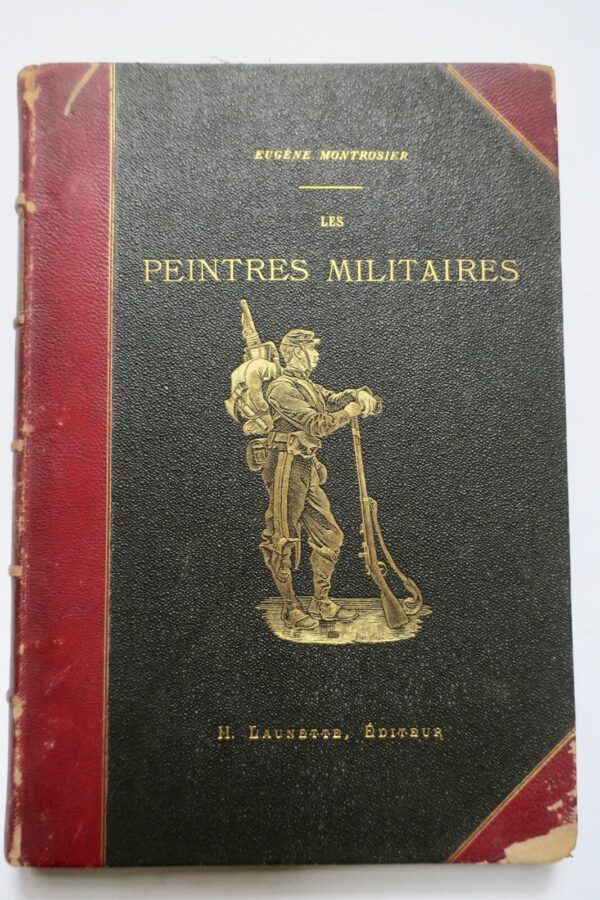 EUGÈNE MONTROSIER
LES
PEINTRES MILITAIRES
H. LAUNETTE, ÉDITEUR